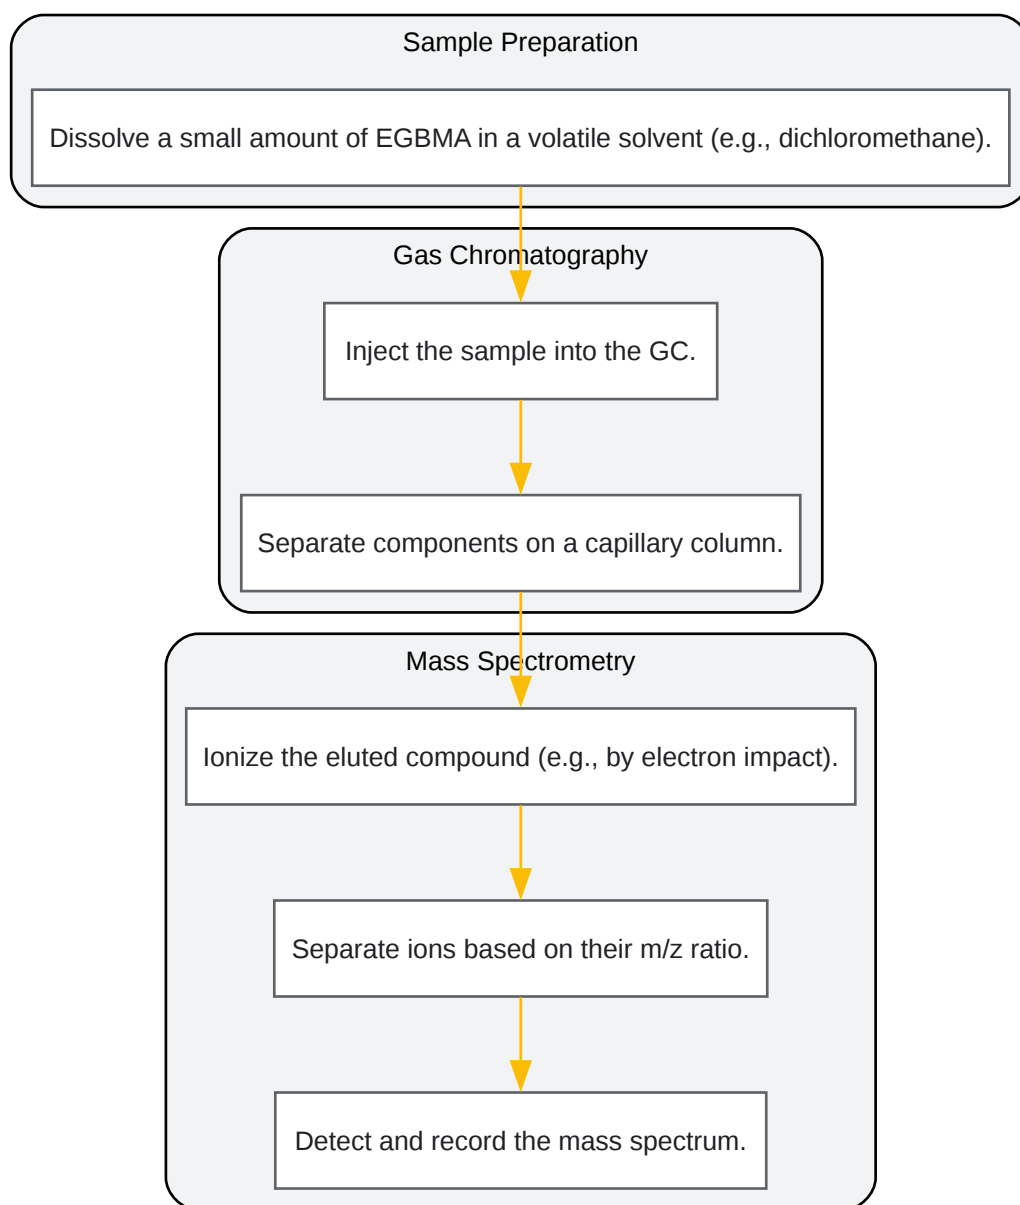 Sample Preparation
Dissolve a small amount of EGBMA in a volatile solvent (e.g., dichloromethane).
Gas Chromatography
Inject the sample into the GC.
Separate components on a capillary column.
Mass Spectrometry
Ionize the eluted compound (e.g., by electron impact).
Separate ions based on their m/z ratio.
Detect and record the mass spectrum.